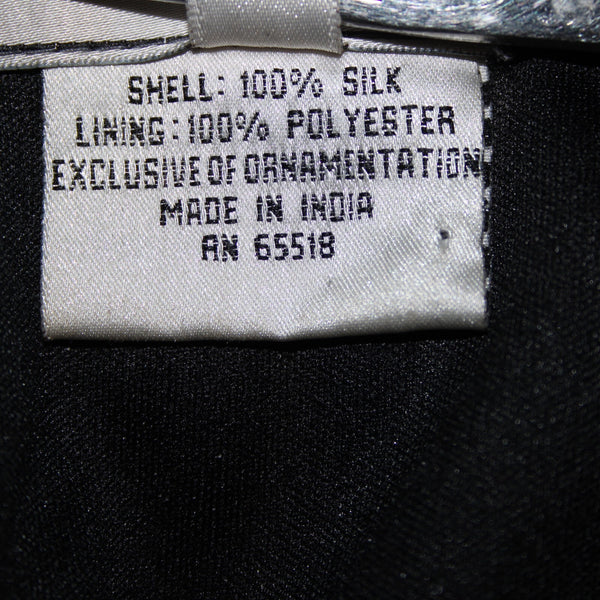 SHELL: 100% SILK
LINING: 100% POLYESTER
EXCLUSIVE OF ORNAMENTATION
MADE IN INDIA
RN 65518